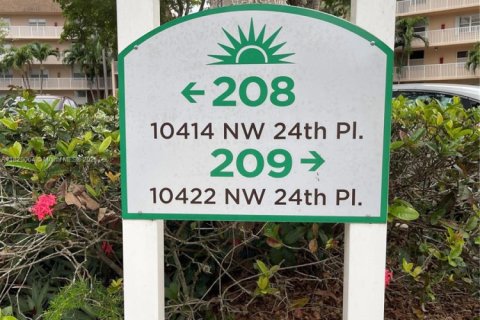 ← 208
10414 NW 24th Pl.
209 →
10422 NW 24th Pl.